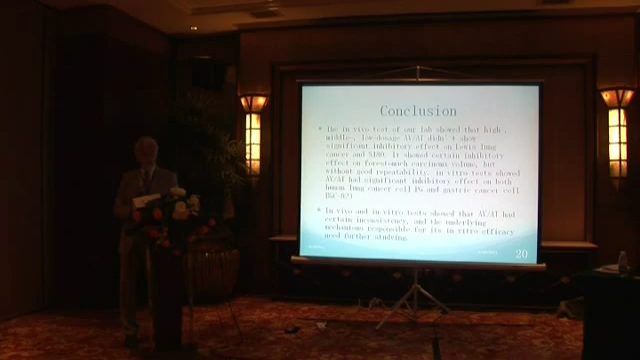 Conclusion
The in vivo test of our lab showed that high-,
middle-, low-dosage AV/AT didn't show
significant inhibitory effect on Lewis lung
cancer and S180. It showed certain inhibitory
effect on forestomach carcinoma volume, but
without good repeatability. in vitro tests showed
AV/AT had significant inhibitory effect on both
human lung cancer cell and gastric cancer cell
In vivo and in vitro tests showed that AV/AT had
certain inconsistency, and the underlying
mechanisms responsible for its in vitro efficacy
need further studying.
20